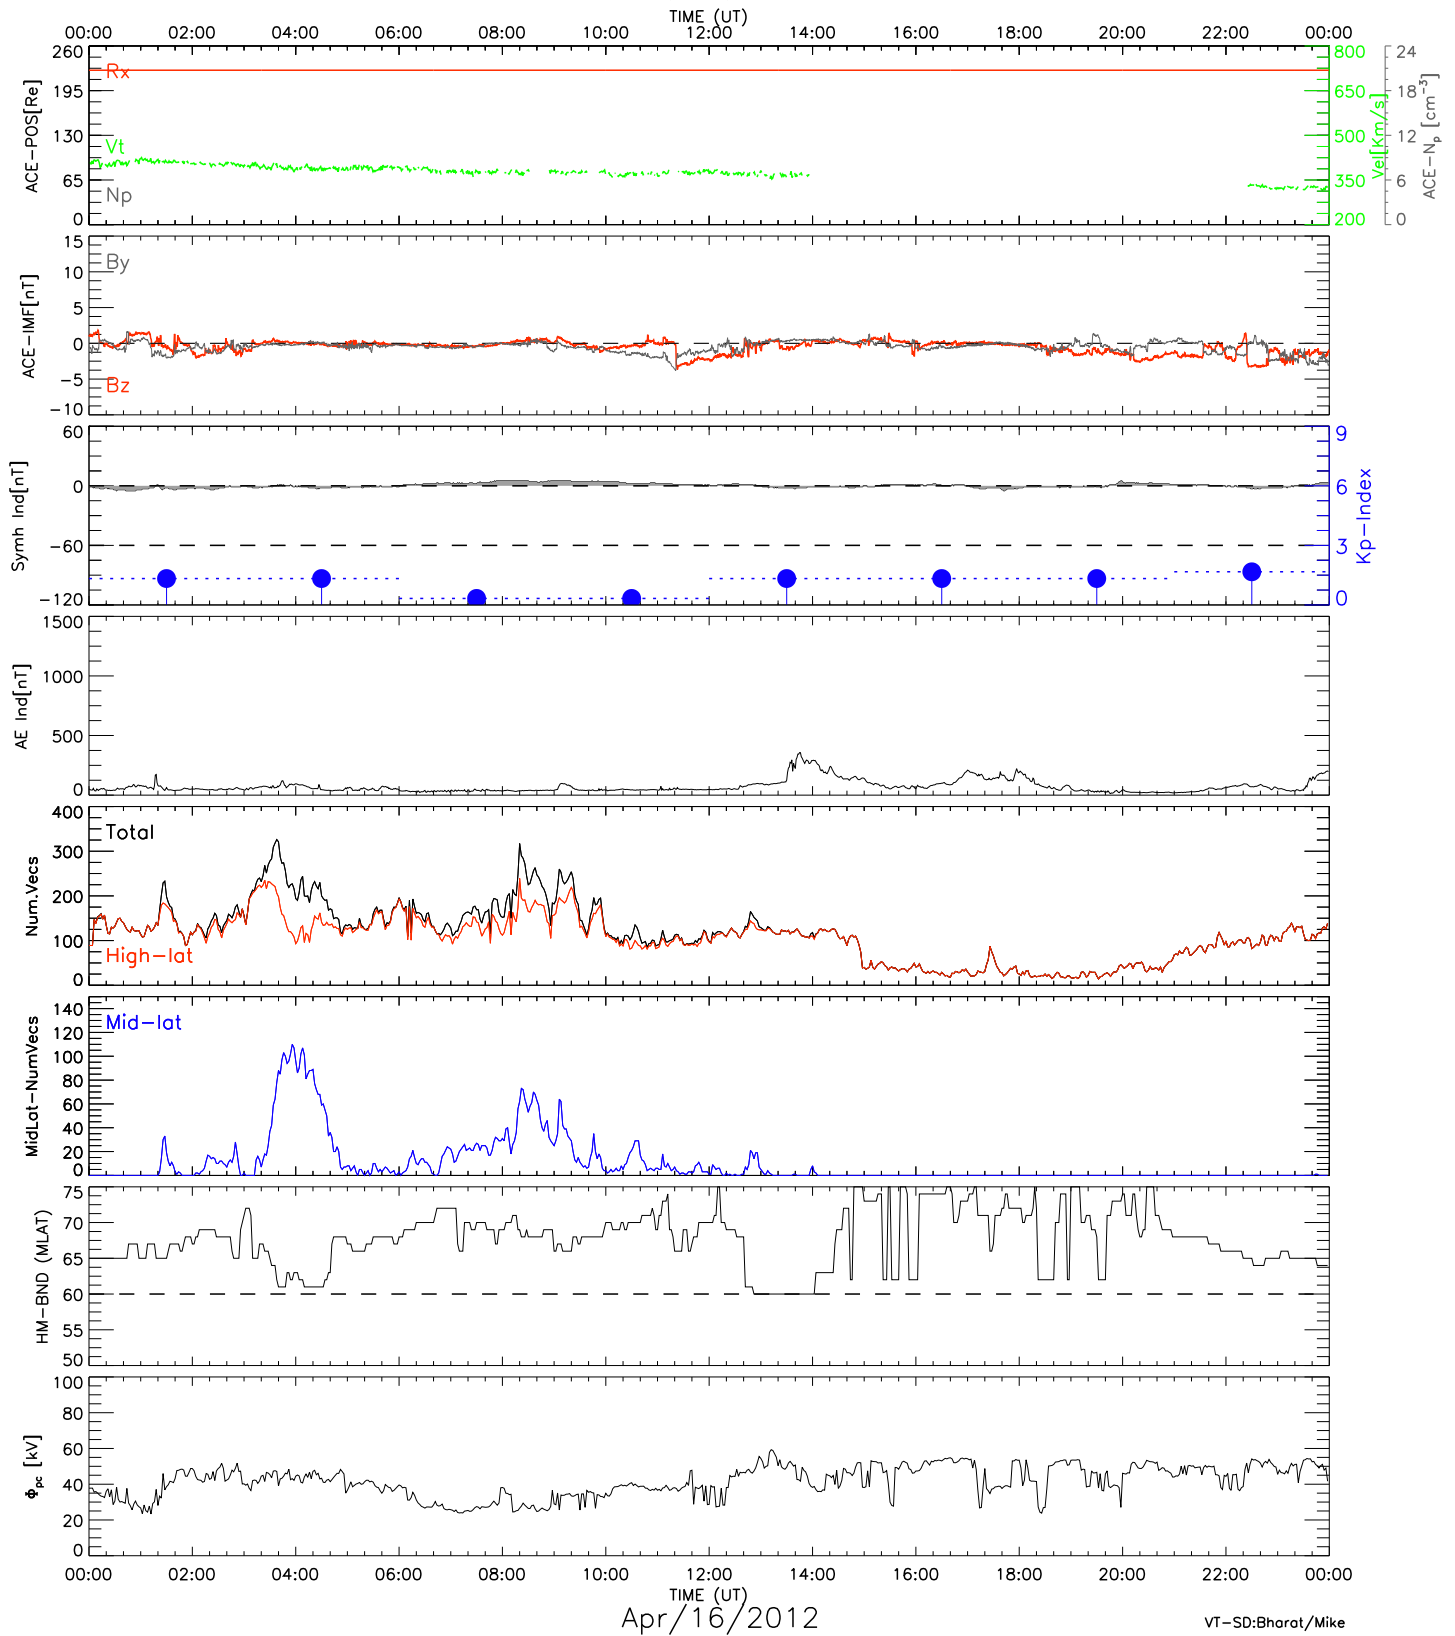 TIME (UT)
00:00 02:00 04:00 06:00 08:00 10:00 12:00 14:00 16:00 18:00 20:00 22:00 00:00
ACE-POS[Re]
260
195
130
65
0
Rx
Vt
Np
800
650
500
350
200
Vel[Km/s]
24
18
12
6
0
ACE-Np [cm-3]
ACE-IMF[nT]
15
10
5
0
-5
-10
By
Bz
Symh Ind[nT]
60
0
-60
-120
9
6
3
0
Kp-Index
AE Ind[nT]
1500
1000
500
0
Num.Vecs
400
300
200
100
0
Total
High-lat
MidLat-NumVecs
140
120
100
80
60
40
20
0
Mid-lat
HM-BND (MLAT)
75
70
65
60
55
50
Φpc [kV]
100
80
60
40
20
0
00:00 02:00 04:00 06:00 08:00 10:00 12:00 14:00 16:00 18:00 20:00 22:00 00:00
TIME (UT)
Apr/16/2012
VT-SD:Bharat/Mike